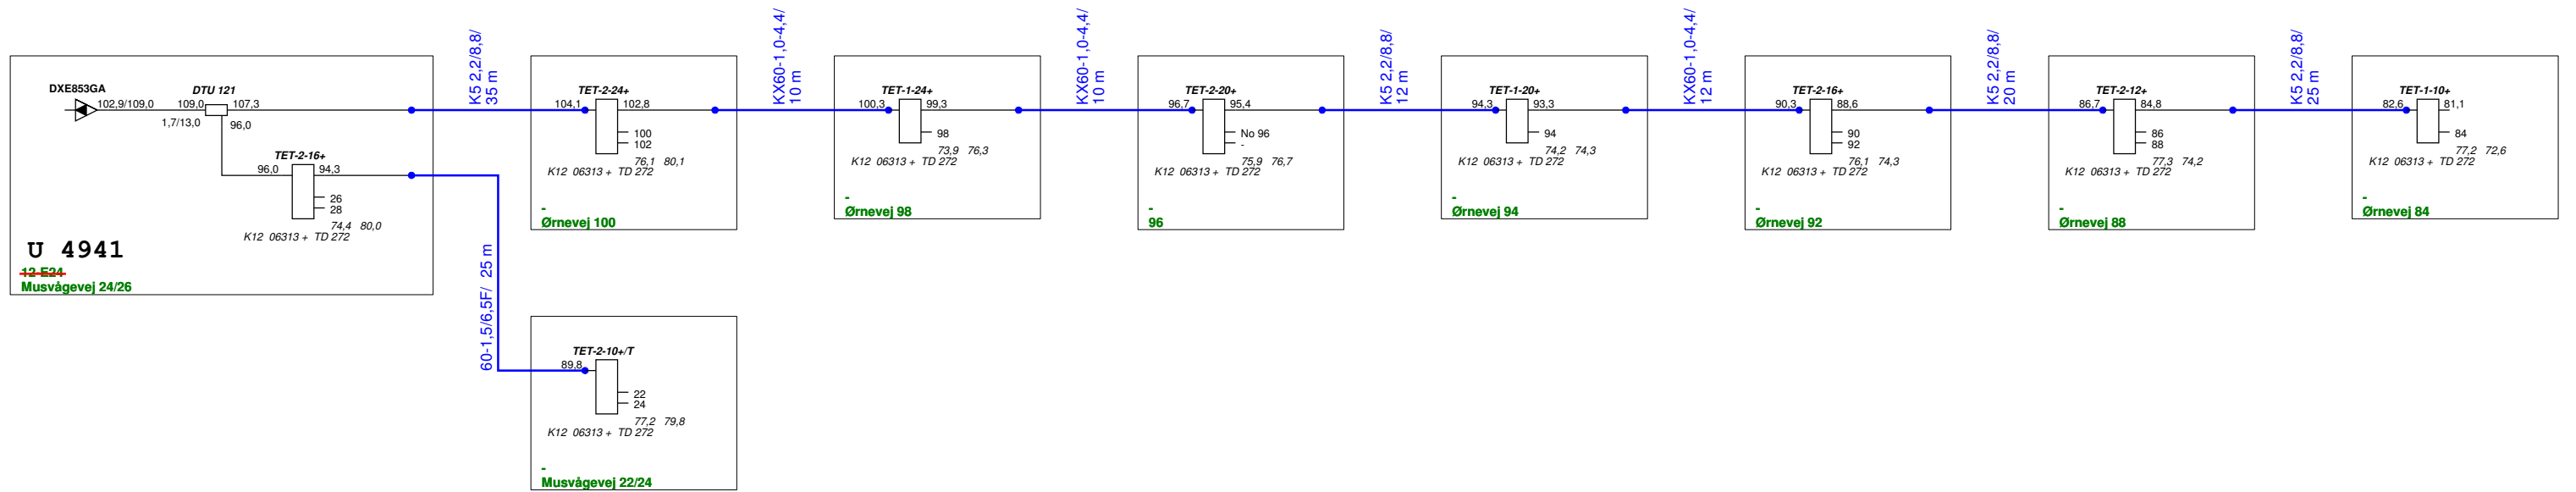 DXE853GA
102,9/109,0
DTU 121
109,0
107,3
1,7/13,0
96,0
TET-2-16+
96,0
94,3
26
28
74,4 80,0
K12 06313 + TD 272
U 4941
12-E24
Musvågevej 24/26
K5 2,2/8,8/
35 m
60-1,5/6,5F/ 25 m
TET-2-24+
104,1
102,8
100
102
76,1 80,1
K12 06313 + TD 272
-
Ørnevej 100
KX60-1,0-4,4/
10 m
TET-1-24+
100,3
99,3
98
73,9 76,3
K12 06313 + TD 272
-
Ørnevej 98
KX60-1,0-4,4/
10 m
TET-2-20+
96,7
95,4
No 96
-
75,9 76,7
K12 06313 + TD 272
-
96
K5 2,2/8,8/
12 m
TET-1-20+
94,3
93,3
94
74,2 74,3
K12 06313 + TD 272
-
Ørnevej 94
KX60-1,0-4,4/
12 m
TET-2-16+
90,3
88,6
90
92
76,1 74,3
K12 06313 + TD 272
-
Ørnevej 92
K5 2,2/8,8/
20 m
TET-2-12+
86,7
84,8
86
88
77,3 74,2
K12 06313 + TD 272
-
Ørnevej 88
K5 2,2/8,8/
25 m
TET-1-10+
82,6
81,1
84
77,2 72,6
K12 06313 + TD 272
-
Ørnevej 84
TET-2-10+/T
89,8
22
24
77,2 79,8
K12 06313 + TD 272
-
Musvågevej 22/24